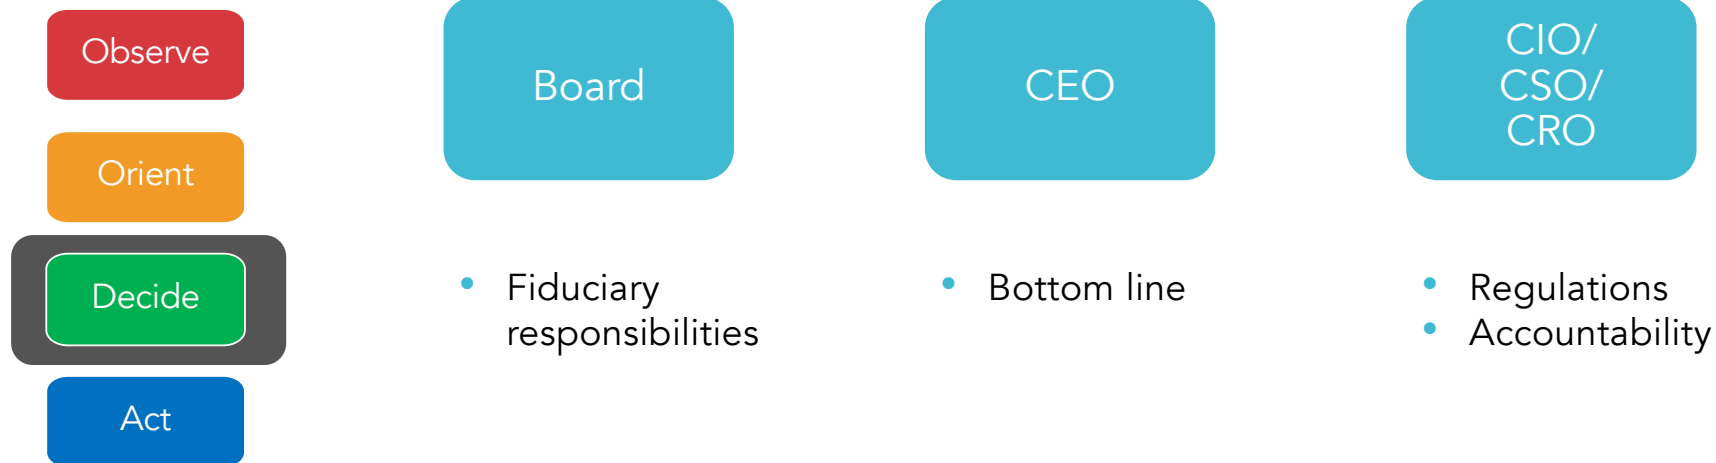 Observe
Orient
Decide
Act
Board
• Fiduciary
responsibilities
CEO
• Bottom line
CIO/
CSO/
CRO
• Regulations
• Accountability